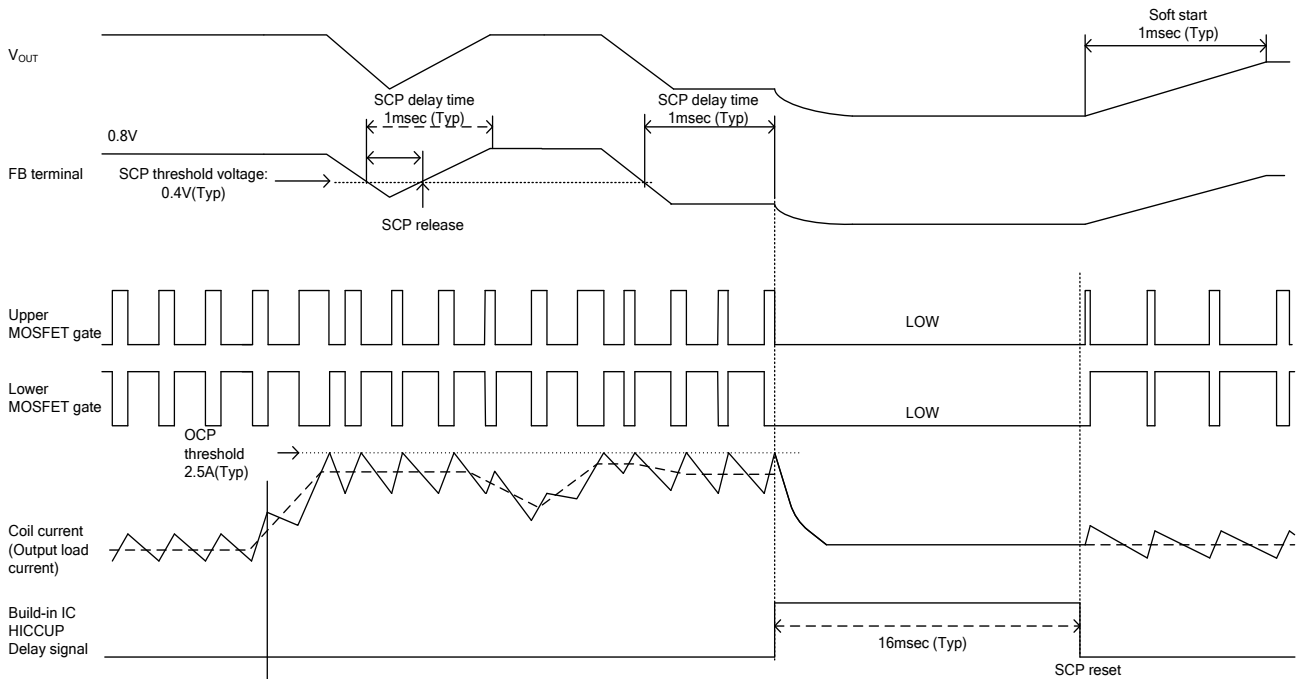 Soft start
1msec (Typ)
VOUT
SCP delay time
1msec (Typ)
SCP delay time
1msec (Typ)
0.8V
FB terminal
SCP threshold voltage:
0.4V(Typ)
SCP release
Upper
MOSFET gate
LOW
Lower
MOSFET gate
LOW
OCP
threshold
2.5A(Typ)
Coil current
(Output load
current)
Build-in IC
HICCUP
Delay signal
16msec (Typ)
SCP reset